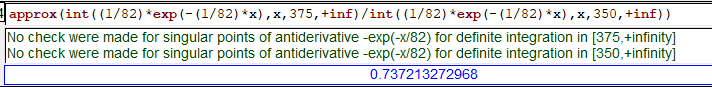 approx(int((1/82)*exp(-(1/82)*x),x,375,+inf)/int((1/82)*exp(-(1/82)*x),x,350,+inf))
No check were made for singular points of antiderivative -exp(-x/82) for definite integration in [375,+infinity]
No check were made for singular points of antiderivative -exp(-x/82) for definite integration in [350,+infinity]
0.737213272968